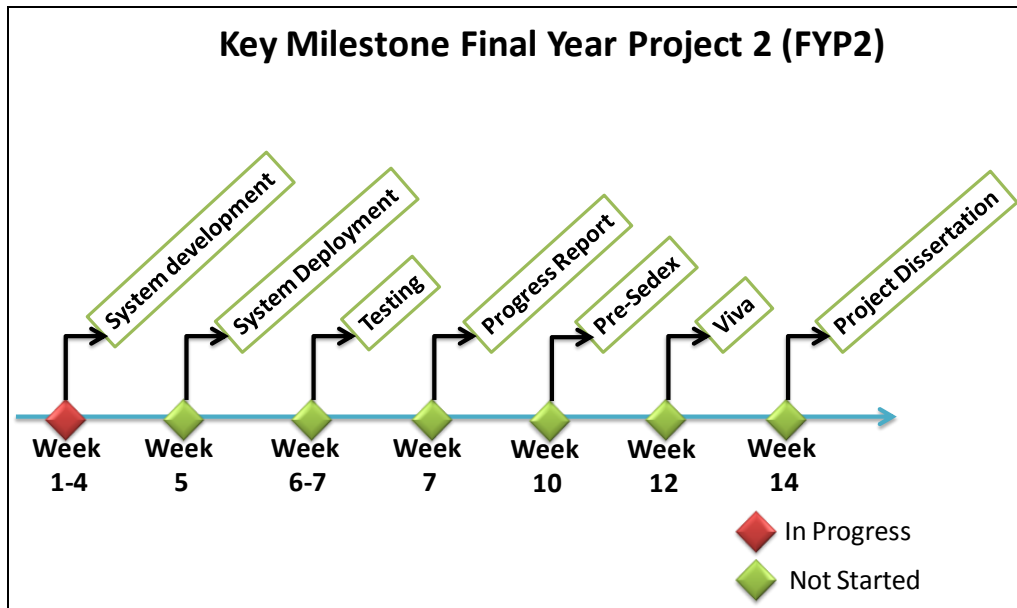 Key Milestone Final Year Project 2 (FYP2)
System development
System Deployment
Testing
Progress Report
Pre-Sedex
Viva
Project Dissertation
Week
1-4
Week
5
Week
6-7
Week
7
Week
10
Week
12
Week
14
In Progress
Not Started